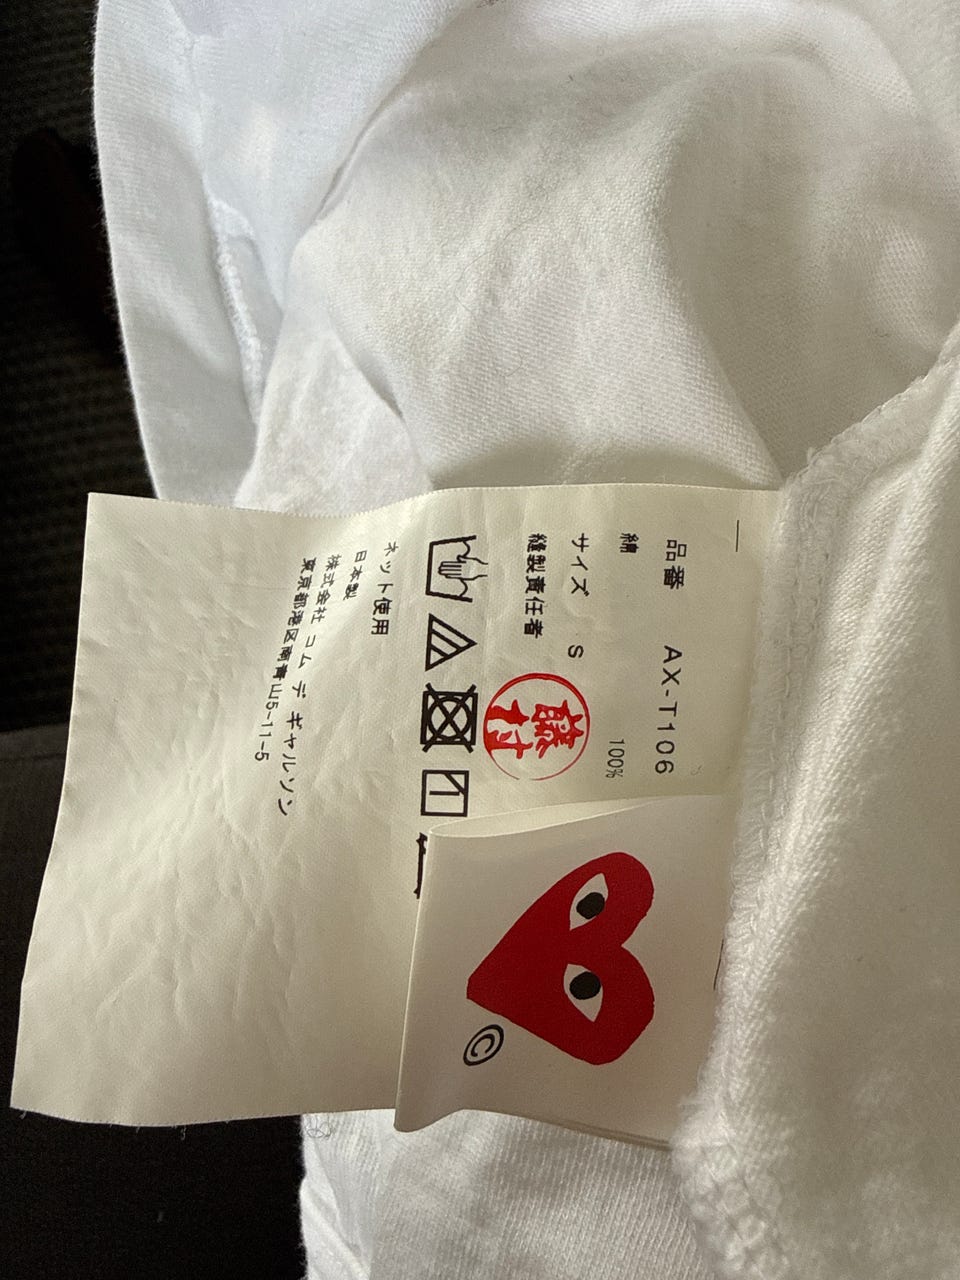 品番 AX-T106
綿 100%
サイズ S
縫製責任者
藤村
ネット使用
日本製
株式会社 コム デ ギャルソン
東京都港区南青山5-11-5
©